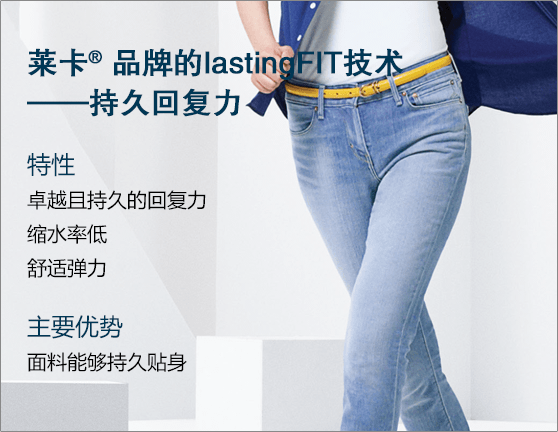 莱卡® 品牌的lastingFIT技术
——持久回复力
特性
卓越且持久的回复力
缩水率低
舒适弹力
主要优势
面料能够持久贴身